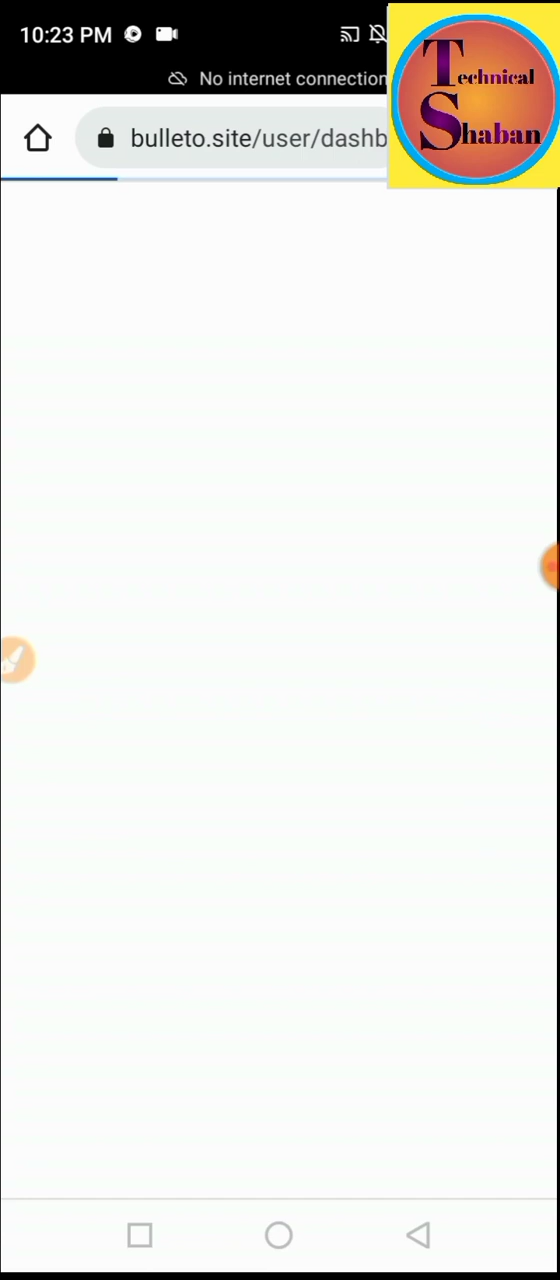 10:23 PM
No internet connection
bulleto.site/user/dashb
Technical
Shaban